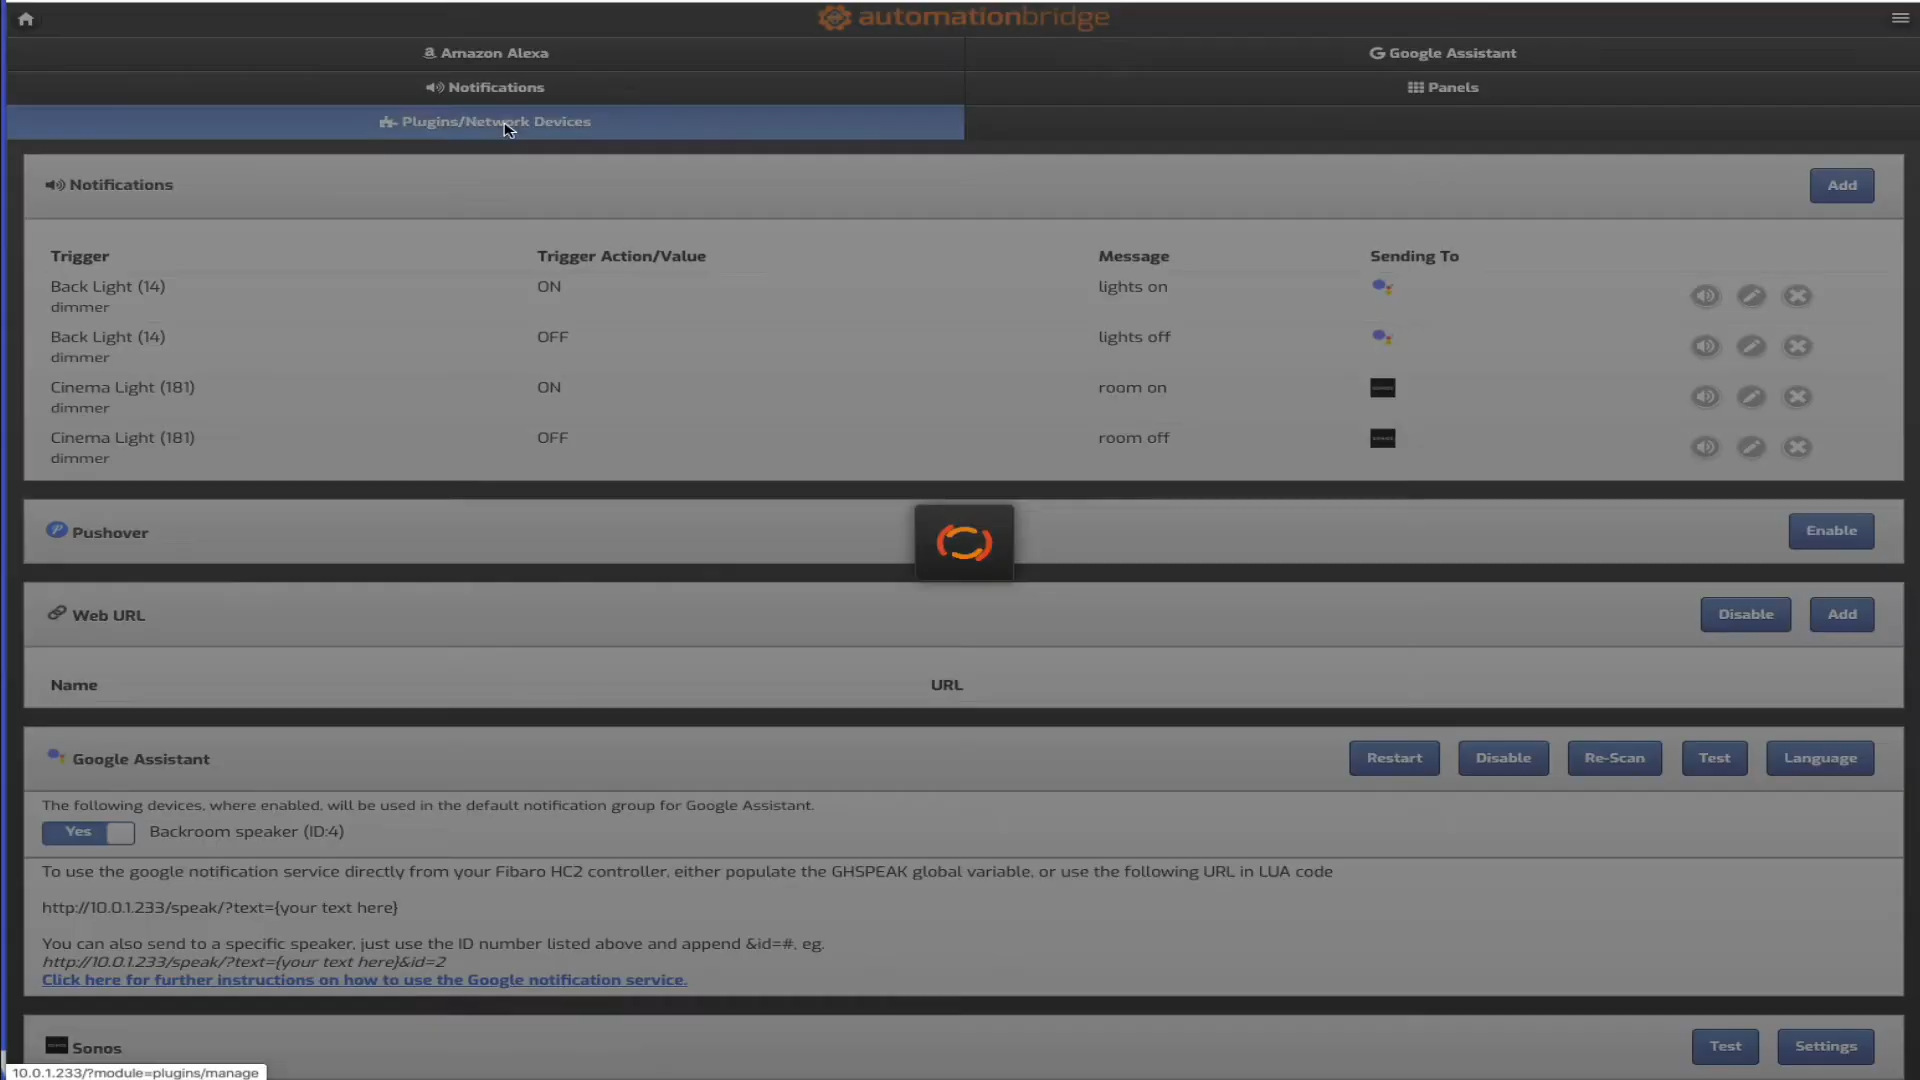 automationbridge
Amazon Alexa
Google Assistant
Notifications
Panels
Plugins/Network Devices
Notifications
Add
Trigger
Trigger Action/Value
Message
Sending To
Back Light (14)
ON
lights on
dimmer
Back Light (14)
OFF
lights off
dimmer
Cinema Light (181)
ON
room on
dimmer
Cinema Light (181)
OFF
room off
dimmer
Pushover
Enable
Web URL
Disable
Add
Name
URL
Google Assistant
Restart
Disable
Re-Scan
Test
Language
The following devices, where enabled, will be used in the default notification group for Google Assistant.
Yes
Backroom speaker (ID:4)
To use the google notification service directly from your Fibaro HC2 controller, either populate the GHSPEAK global variable, or use the following URL in LUA code
http://10.0.1.233/speak/?text={your text here}
You can also send to a specific speaker, just use the ID number listed above and append &id=#, eg.
http://10.0.1.233/speak/?text={your text here}&id=2
Click here for further instructions on how to use the Google notification service.
Sonos
Test
Settings
10.0.1.233/?module=plugins/manage